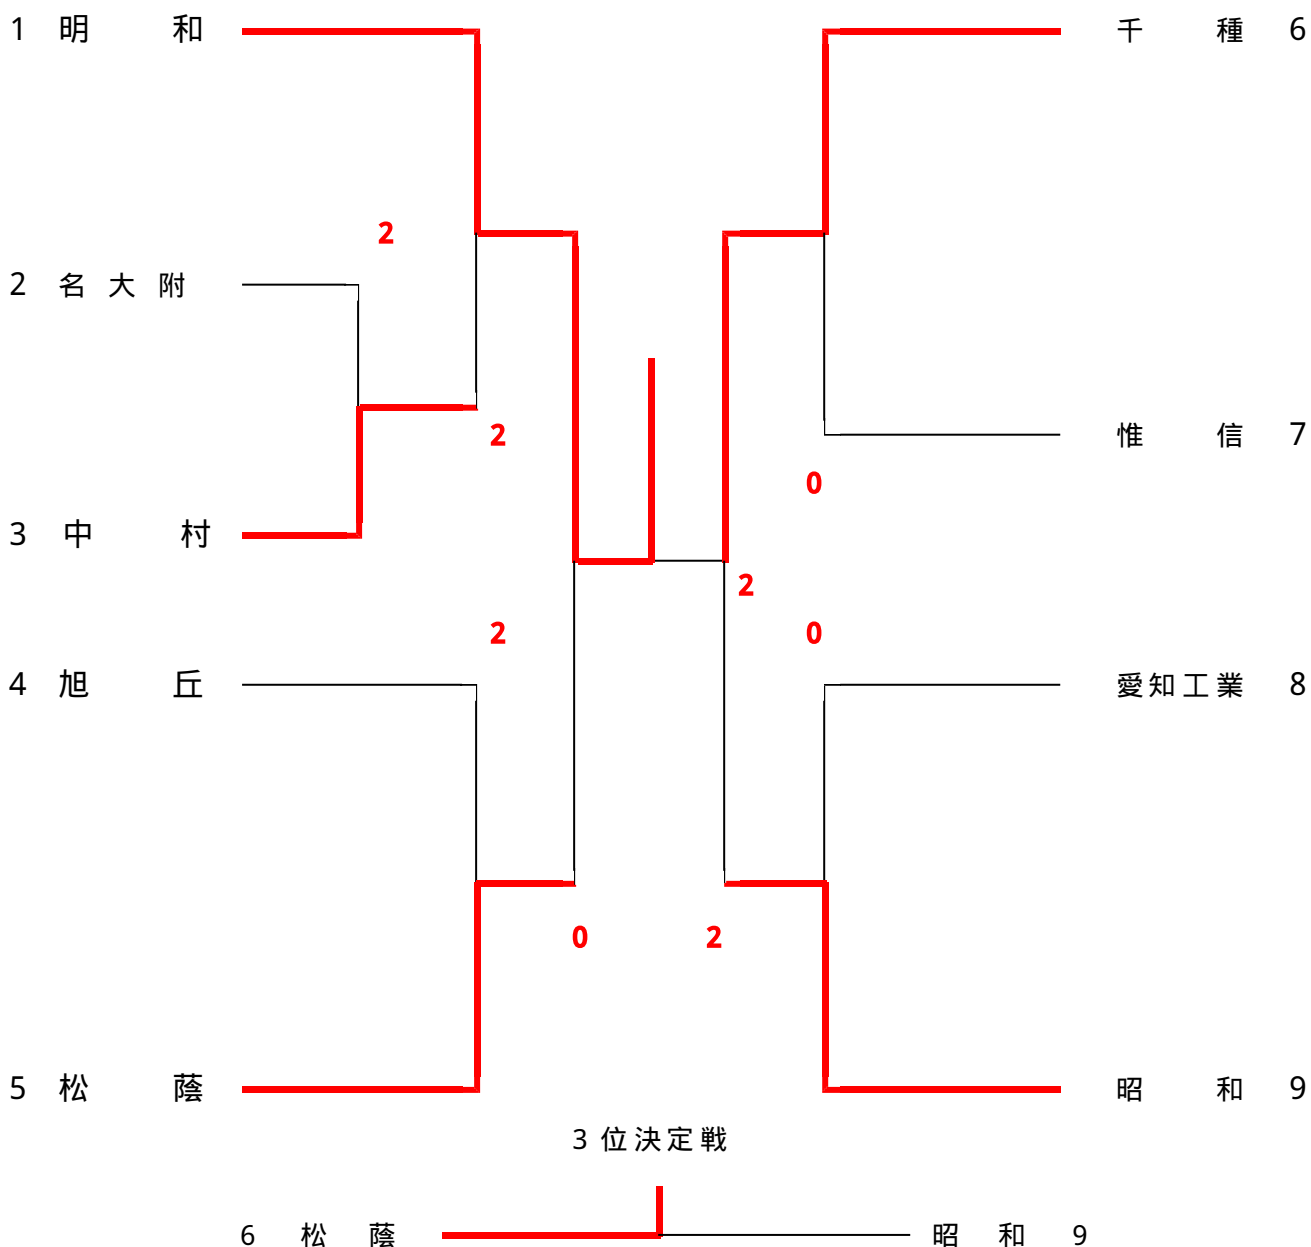 1 明 和
千 種 6
2
2 名 大 附
2
惟 信 7
0
3 中 村
2
2
0
4 旭 丘
愛知工業 8
0
2
5 松 蔭
昭 和 9
3 位決定戦
6 松 蔭
昭 和 9